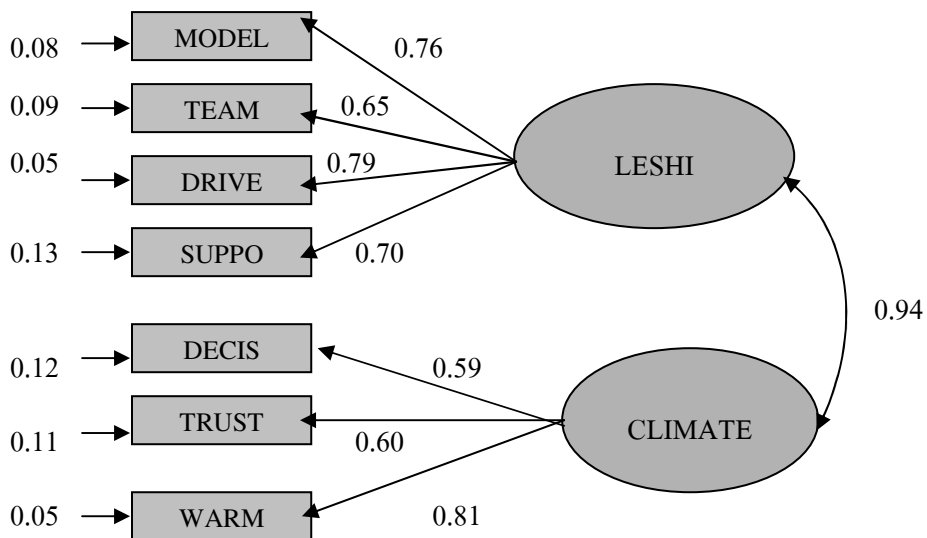 0.08 MODEL 0.76
0.09 TEAM 0.65
0.05 DRIVE 0.79 LESHI
0.13 SUPPO 0.70
0.94
0.12 DECIS 0.59
0.11 TRUST 0.60 CLIMATE
0.05 WARM 0.81